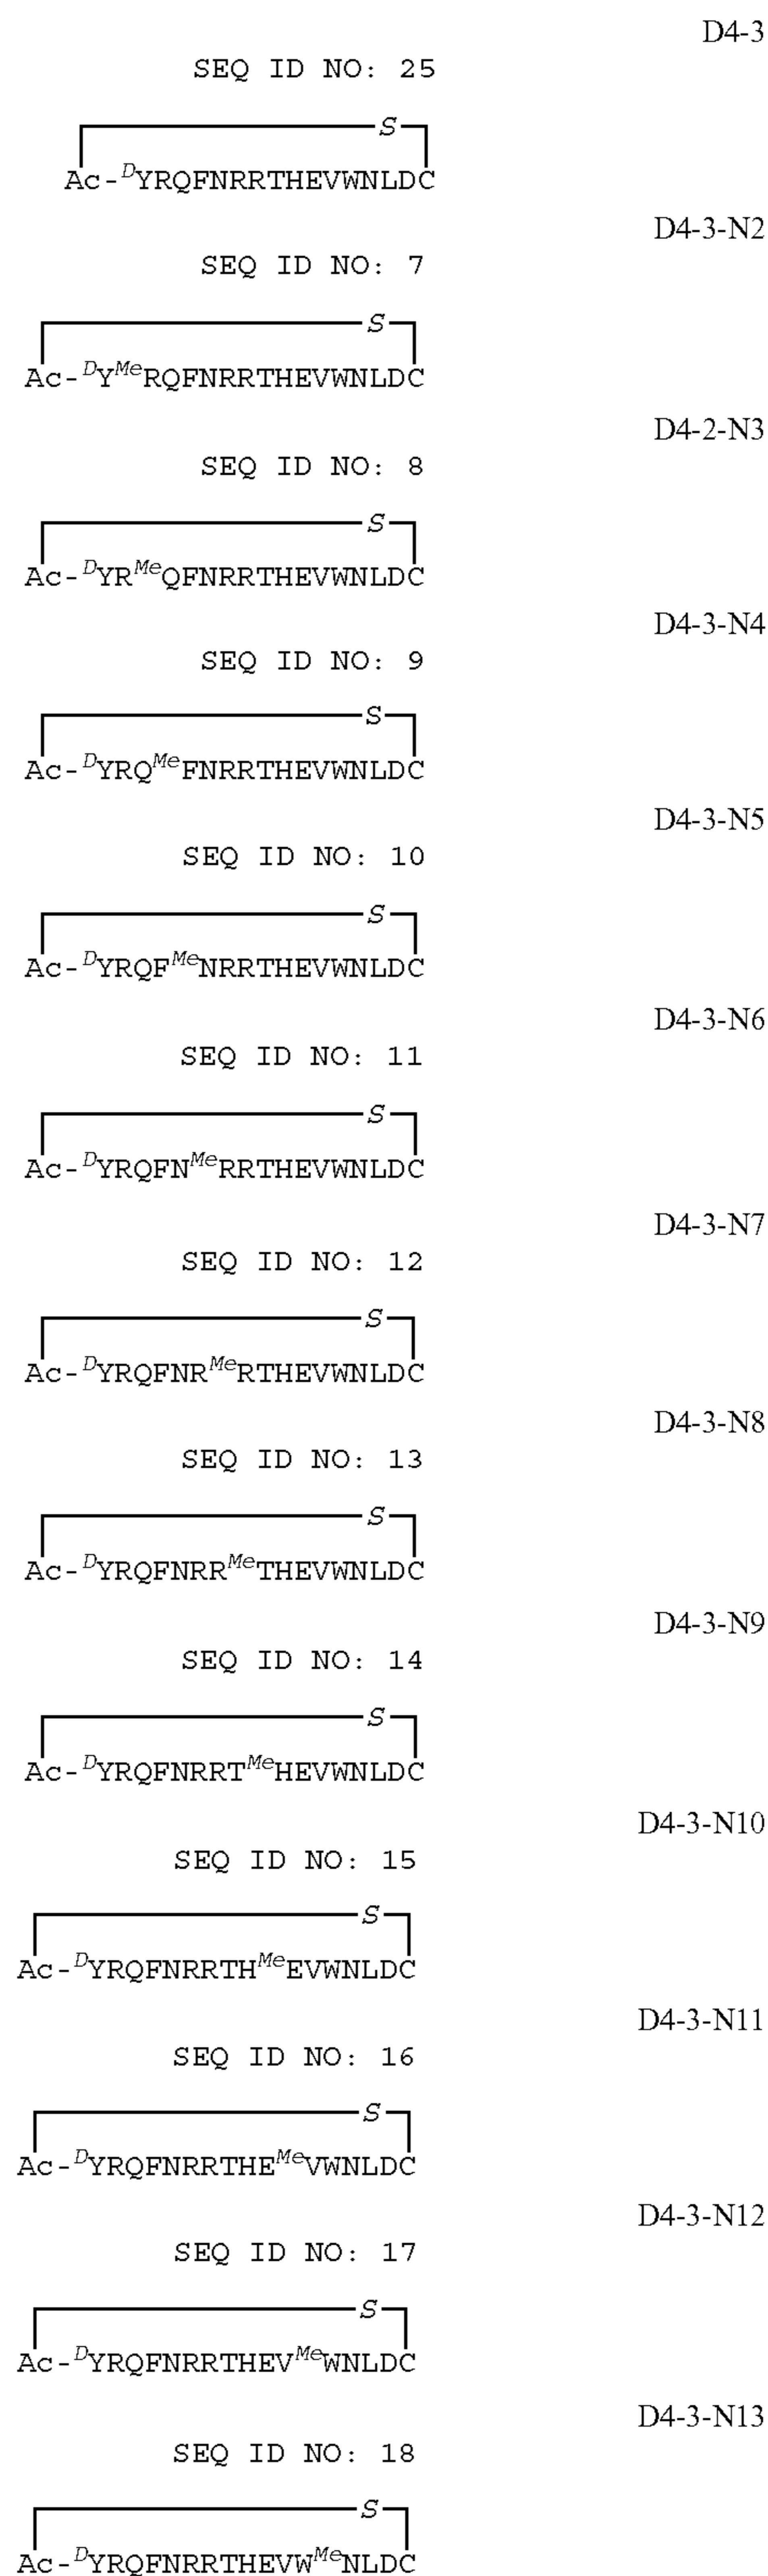 D4-3
SEQ ID NO: 25
S
Ac-ᴰYRQFNRRTHEVWNLDC
D4-3-N2
SEQ ID NO: 7
S
Ac-ᴰYᴹᵉRQFNRRTHEVWNLDC
D4-2-N3
SEQ ID NO: 8
S
Ac-ᴰYRᴹᵉQFNRRTHEVWNLDC
D4-3-N4
SEQ ID NO: 9
S
Ac-ᴰYRQᴹᵉFNRRTHEVWNLDC
D4-3-N5
SEQ ID NO: 10
S
Ac-ᴰYRQFᴹᵉNRRTHEVWNLDC
D4-3-N6
SEQ ID NO: 11
S
Ac-ᴰYRQFNᴹᵉRRTHEVWNLDC
D4-3-N7
SEQ ID NO: 12
S
Ac-ᴰYRQFNRᴹᵉRTHEVWNLDC
D4-3-N8
SEQ ID NO: 13
S
Ac-ᴰYRQFNRRᴹᵉTHEVWNLDC
D4-3-N9
SEQ ID NO: 14
S
Ac-ᴰYRQFNRRTᴹᵉHEVWNLDC
D4-3-N10
SEQ ID NO: 15
S
Ac-ᴰYRQFNRRTHᴹᵉEVWNLDC
D4-3-N11
SEQ ID NO: 16
S
Ac-ᴰYRQFNRRTHEᴹᵉVWNLDC
D4-3-N12
SEQ ID NO: 17
S
Ac-ᴰYRQFNRRTHEVᴹᵉWNLDC
D4-3-N13
SEQ ID NO: 18
S
Ac-ᴰYRQFNRRTHEVWᴹᵉNLDC